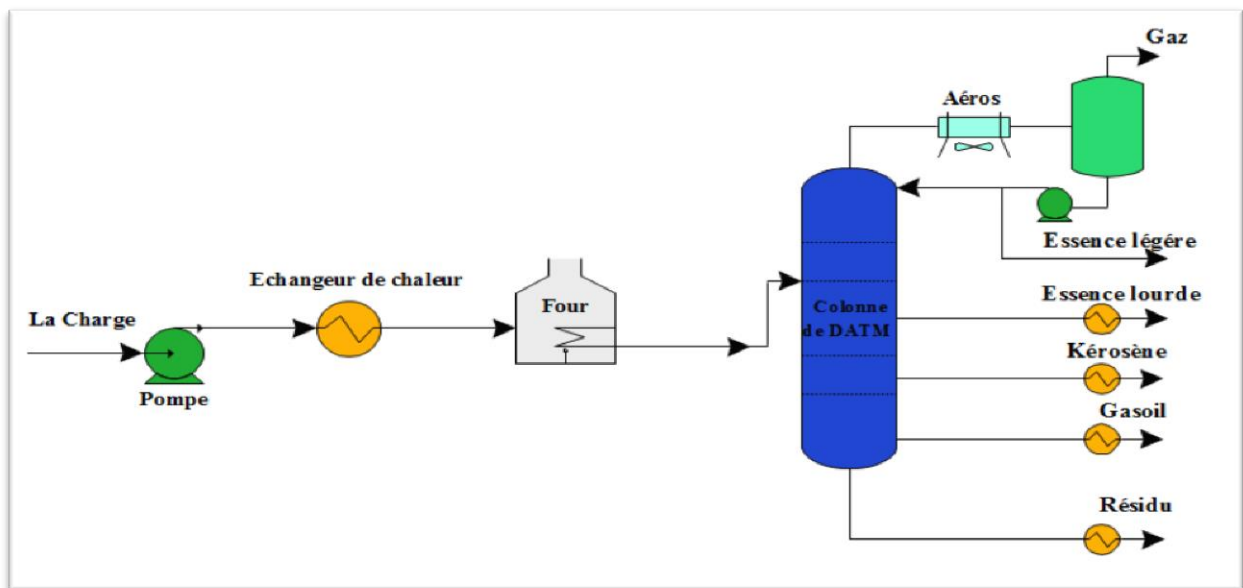 Gaz
Aéros
Essence légére
Essence lourde
Echangeur de chaleur
Four
La Charge
Colonne
de DATM
Kérosène
Pompe
Gasoil
Résidu